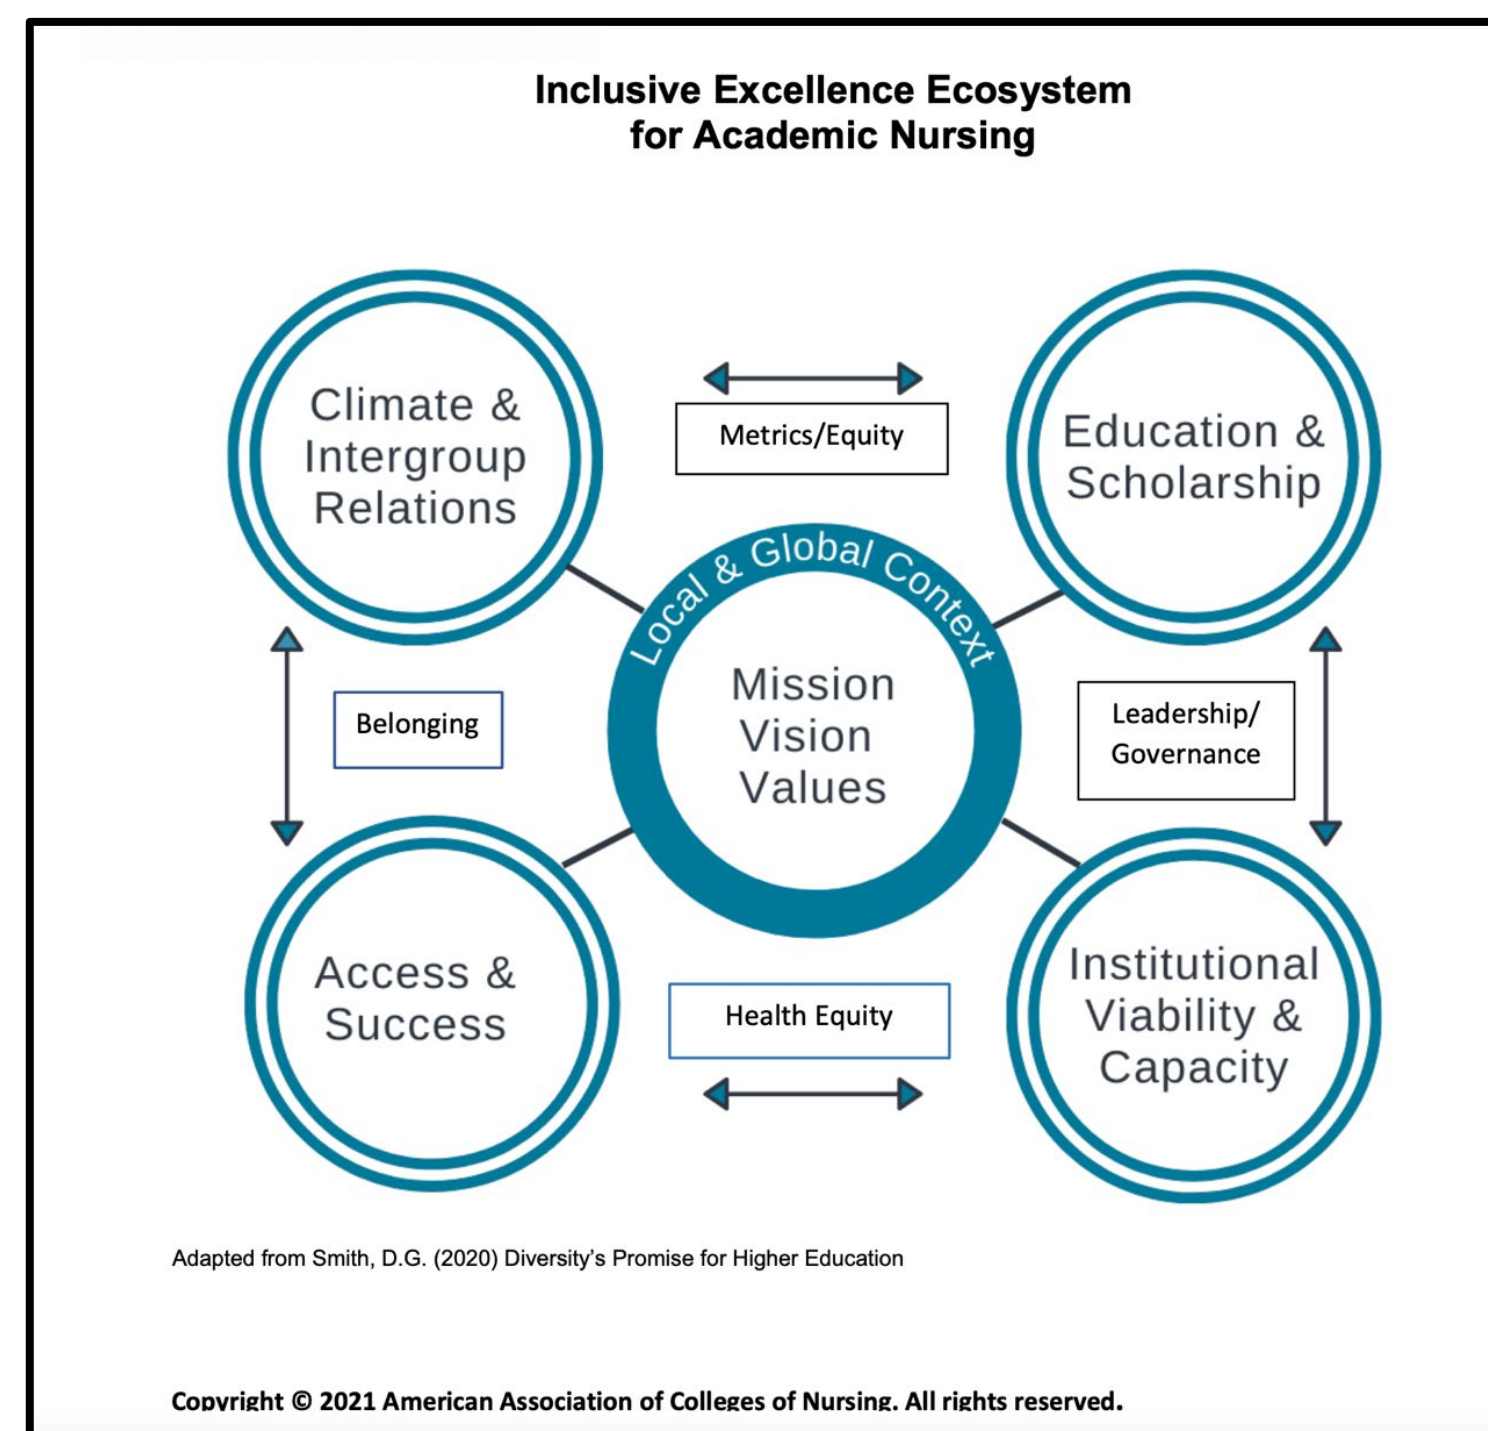 Inclusive Excellence Ecosystem
for Academic Nursing
Climate &
Intergroup
Relations
Metrics/Equity
Education &
Scholarship
Local & Global Context
Mission
Vision
Values
Belonging
Leadership/
Governance
Access &
Success
Health Equity
Institutional
Viability &
Capacity
Adapted from Smith, D.G. (2020) Diversity’s Promise for Higher Education
Copyright © 2021 American Association of Colleges of Nursing. All rights reserved.